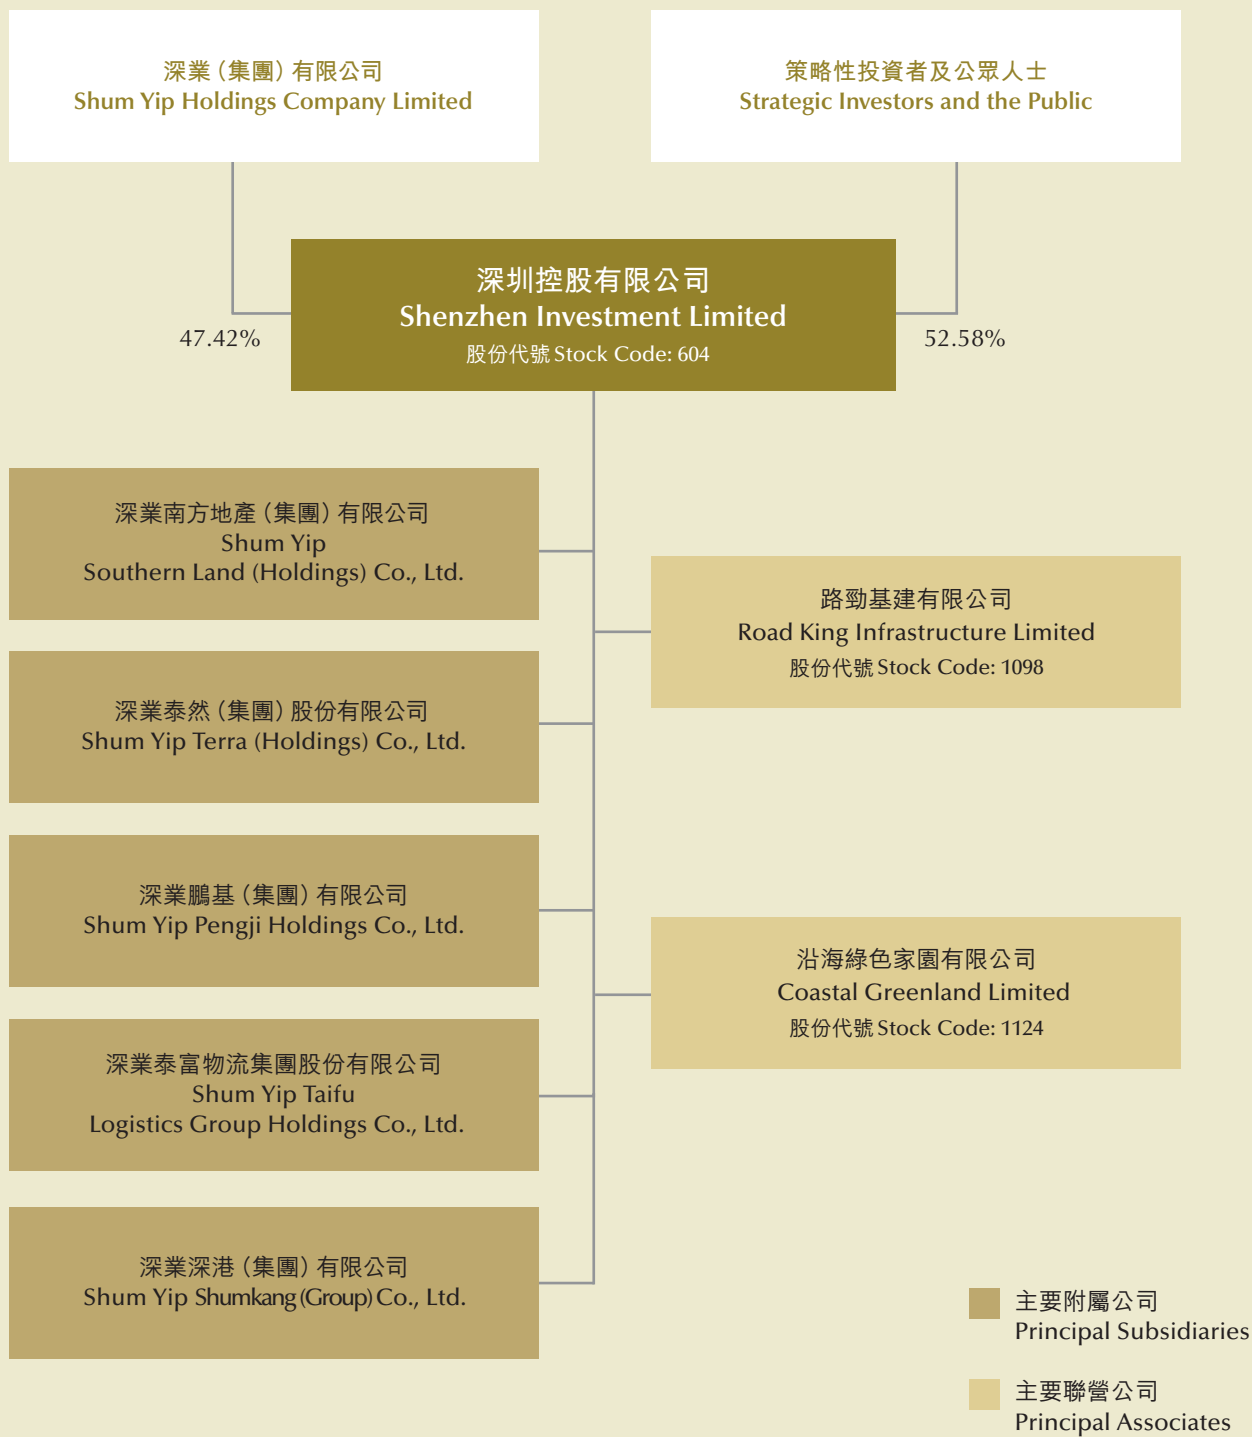 深業（集團）有限公司
Shum Yip Holdings Company Limited
策略性投資者及公眾人士
Strategic Investors and the Public
深圳控股有限公司
Shenzhen Investment Limited
股份代號 Stock Code: 604
47.42%
52.58%
深業南方地產（集團）有限公司
Shum Yip
Southern Land (Holdings) Co., Ltd.
路勁基建有限公司
Road King Infrastructure Limited
股份代號 Stock Code: 1098
深業泰然（集團）股份有限公司
Shum Yip Terra (Holdings) Co., Ltd.
深業鵬基（集團）有限公司
Shum Yip Pengji Holdings Co., Ltd.
沿海綠色家園有限公司
Coastal Greenland Limited
股份代號 Stock Code: 1124
深業泰富物流集團股份有限公司
Shum Yip Taifu
Logistics Group Holdings Co., Ltd.
深業深港（集團）有限公司
Shum Yip Shumkang (Group) Co., Ltd.
主要附屬公司
Principal Subsidiaries
主要聯營公司
Principal Associates